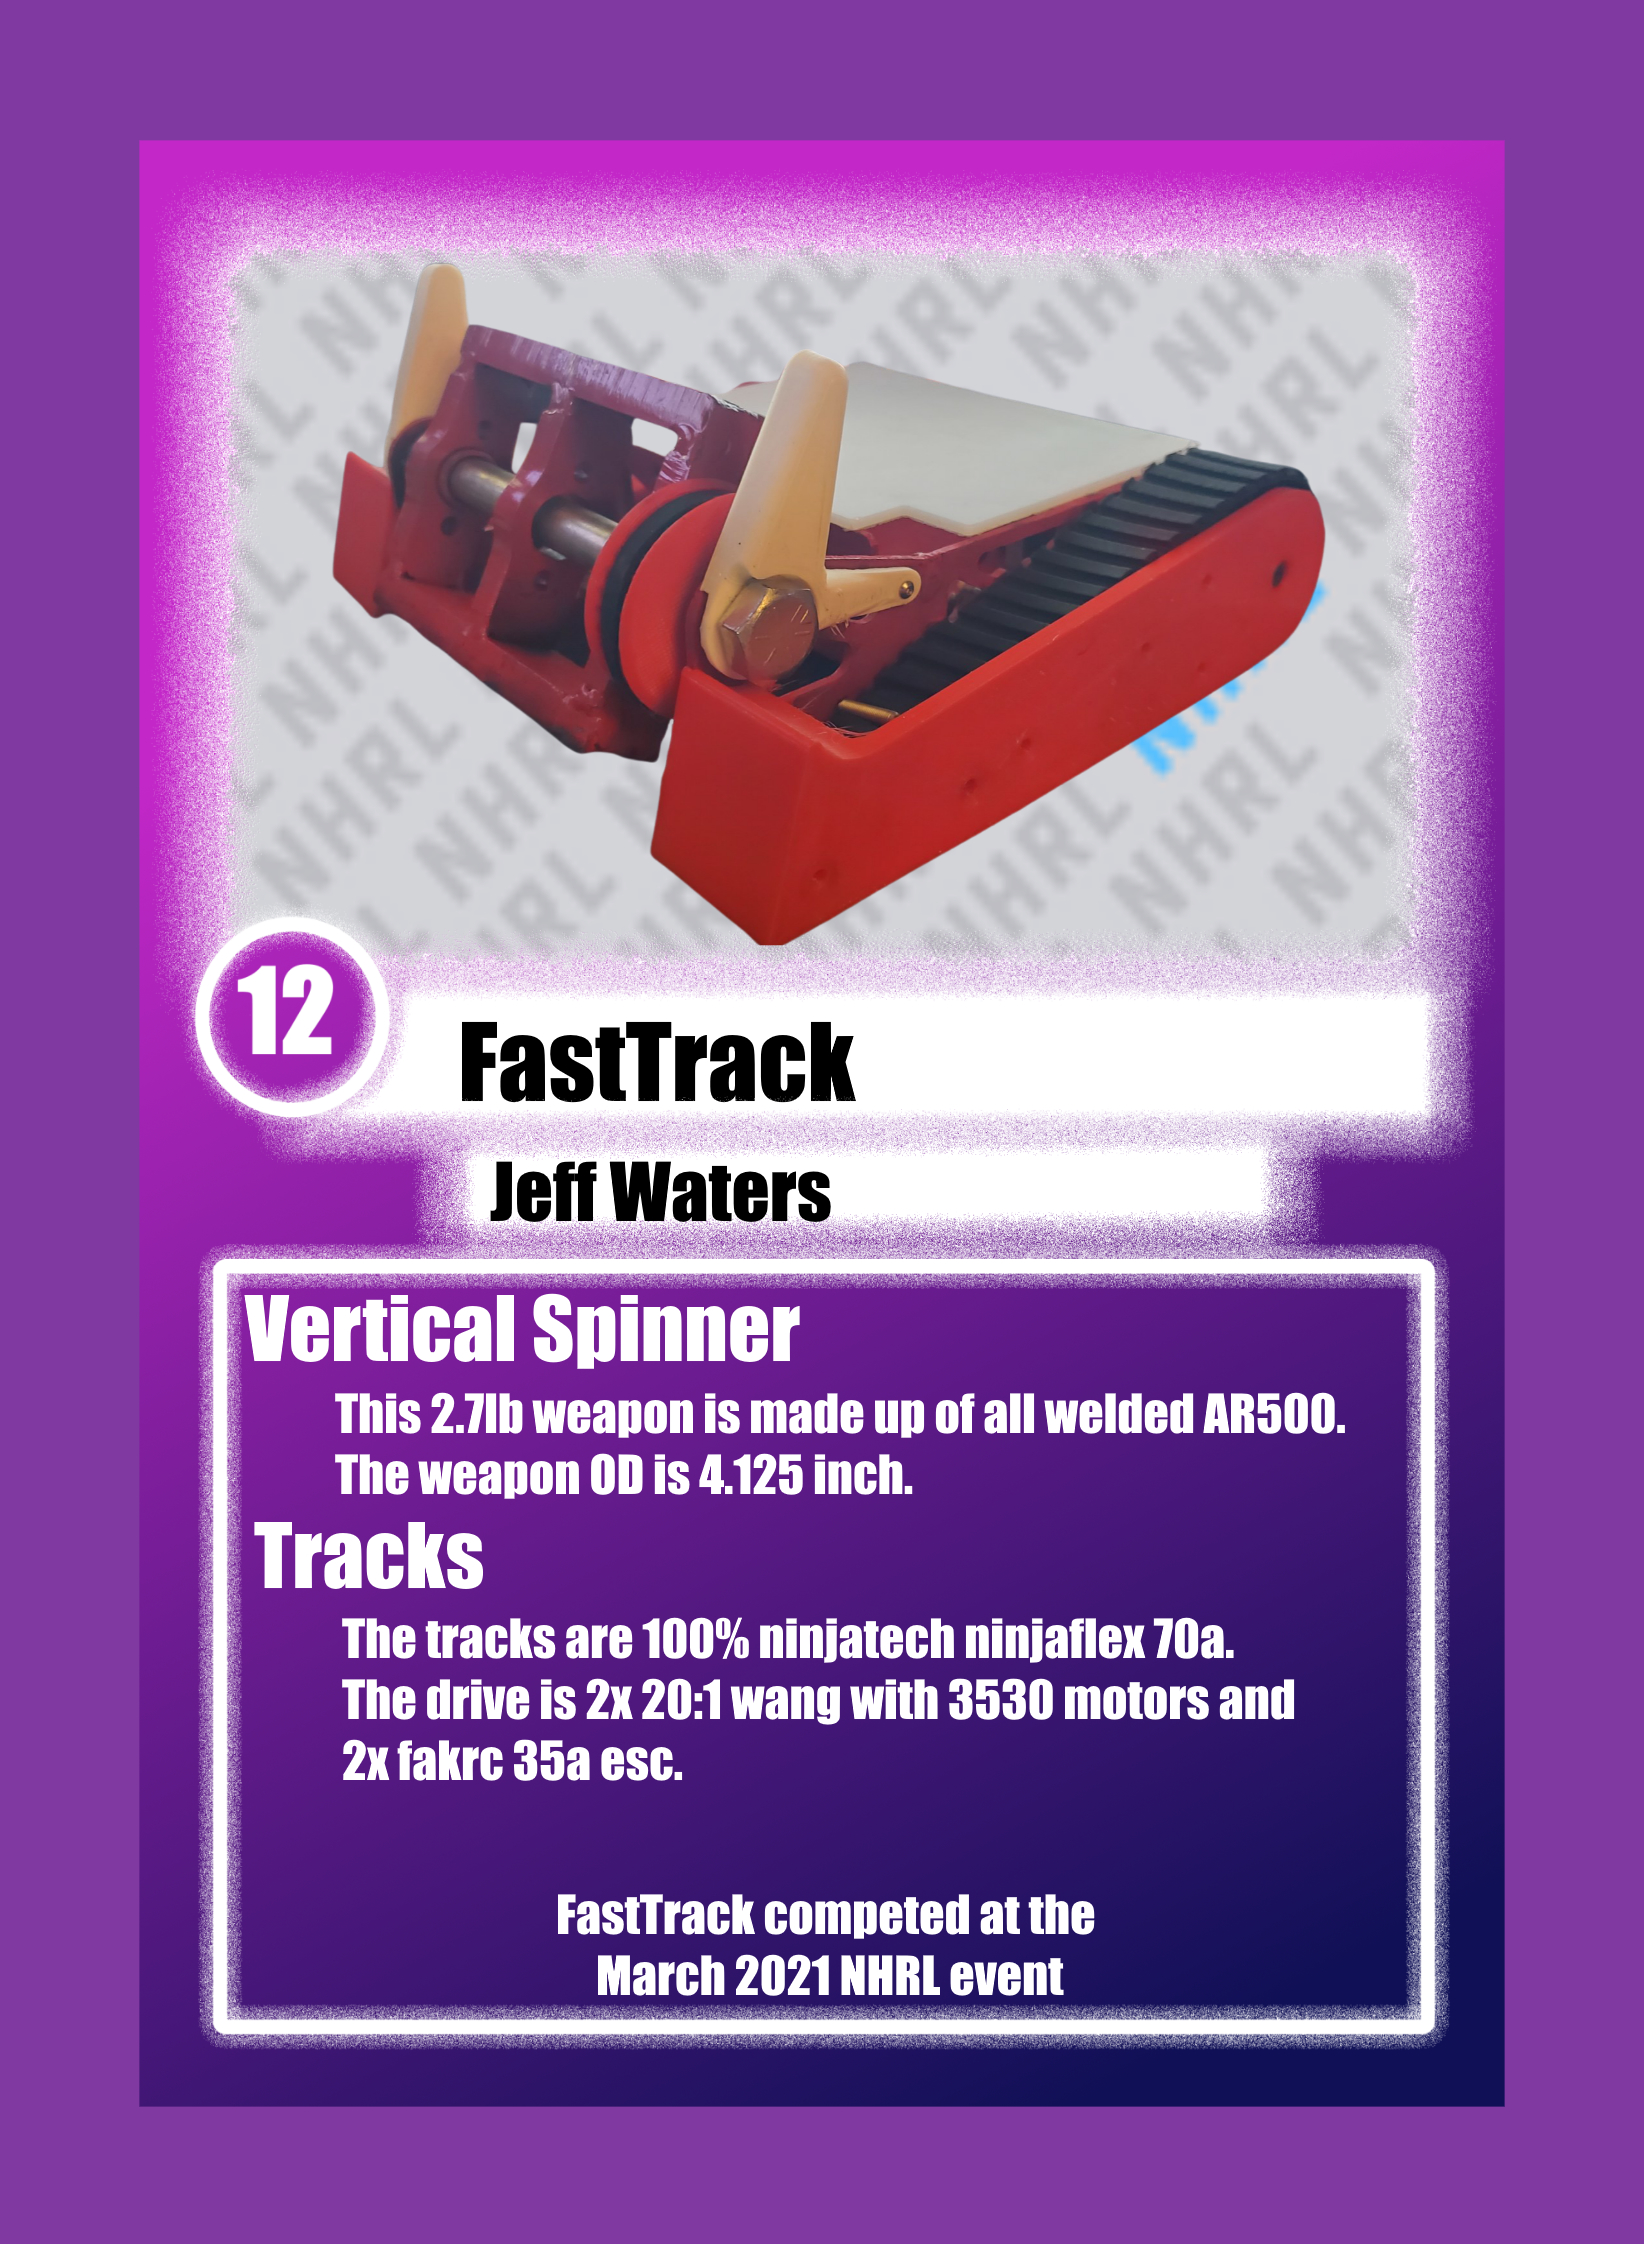 NHRL
12
FastTrack
Jeff Waters
Vertical Spinner
This 2.7lb weapon is made up of all welded AR500.
The weapon OD is 4.125 inch.
Tracks
The tracks are 100% ninjatech ninjaflex 70a.
The drive is 2x 20:1 wang with 3530 motors and
2x fakrc 35a esc.
FastTrack competed at the
March 2021 NHRL event